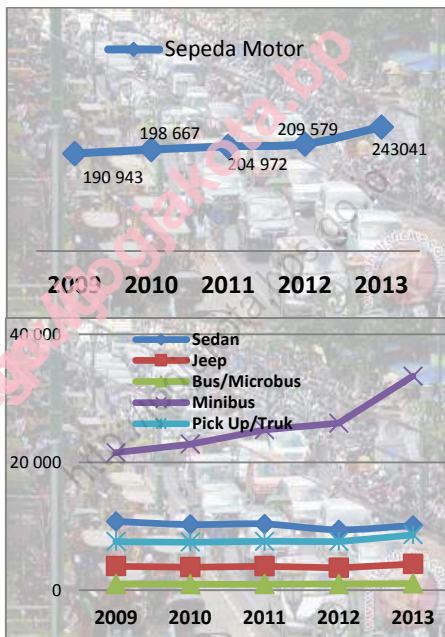 Sepeda Motor
198 667
209 579
190 943
204 972
243041
2009 2010 2011 2012 2013
40 000
Sedan
Jeep
Bus/Microbus
Minibus
Pick Up/Truk
20 000
0
2009 2010 2011 2012 2013